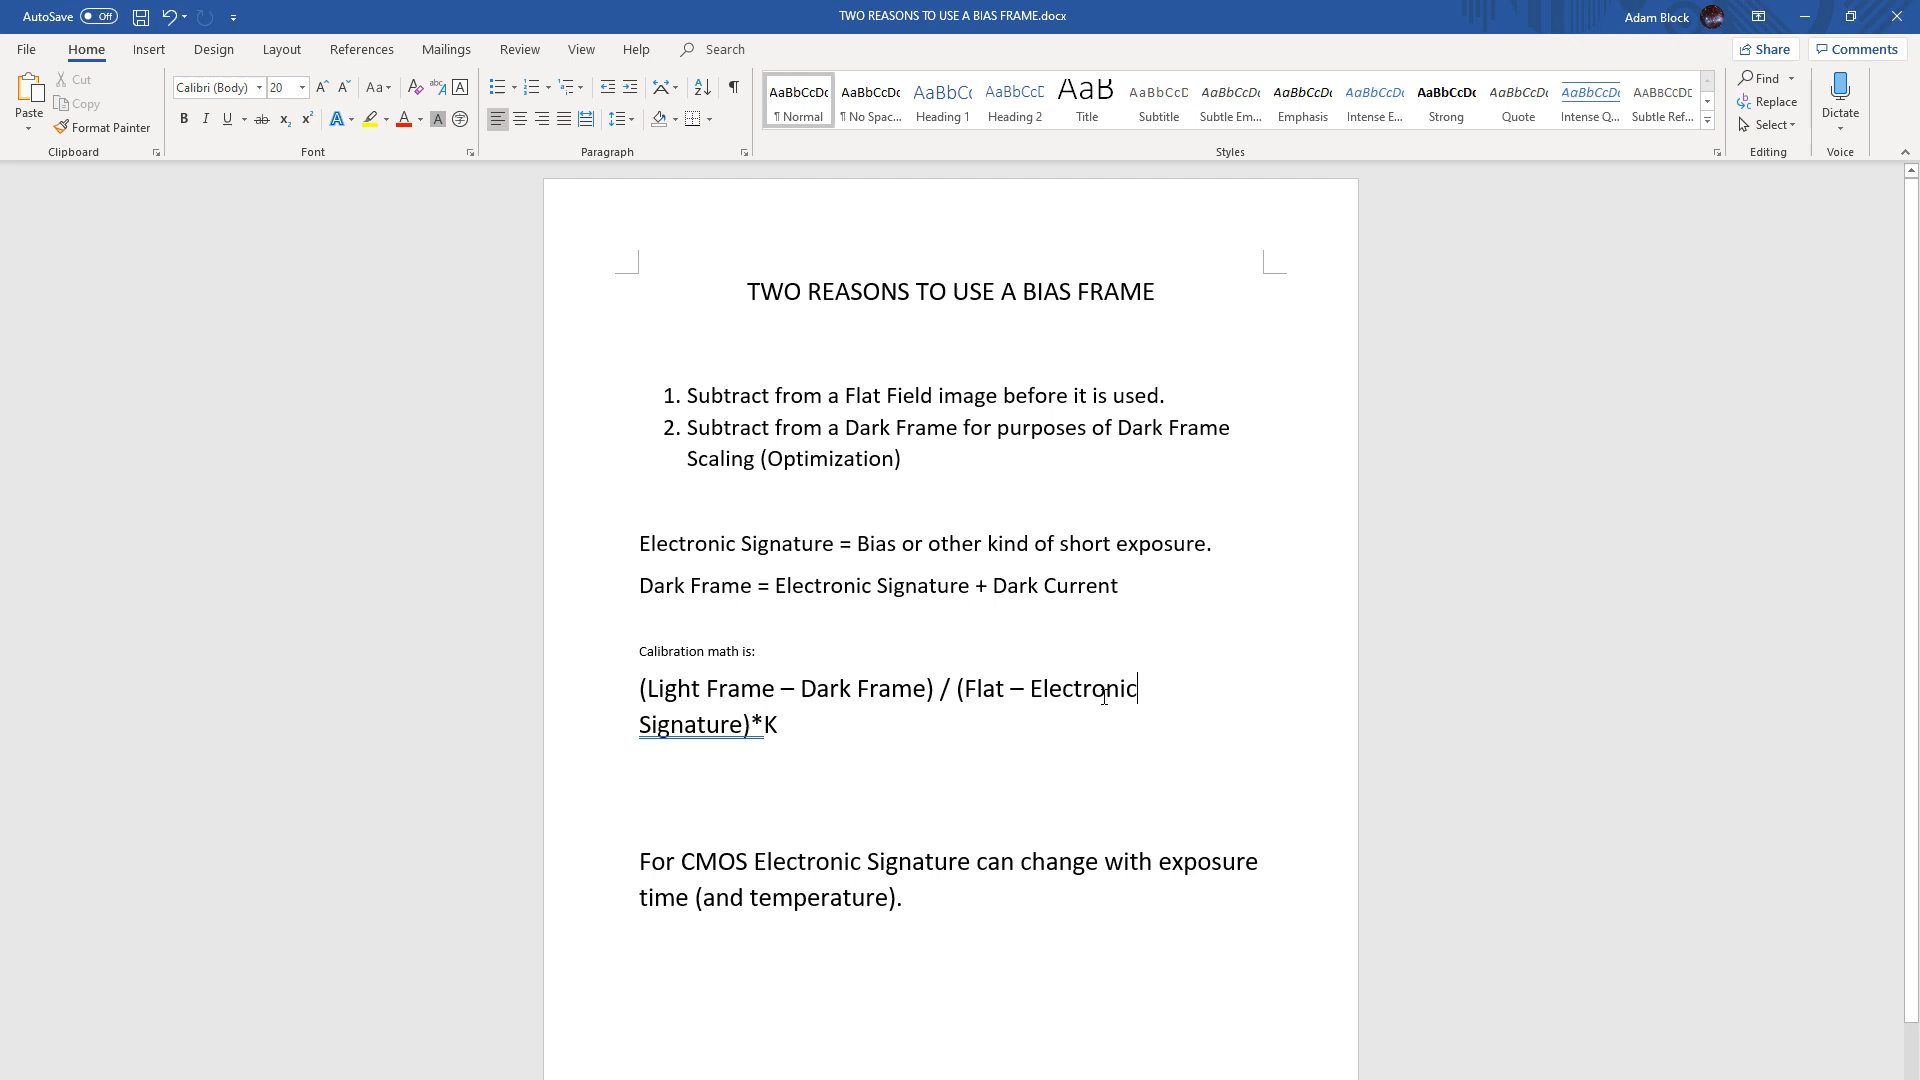 AutoSave Off TWO REASONS TO USE A BIAS FRAME.docx Adam Block
File Home Insert Design Layout References Mailings Review View Help Search Share Comments
Paste Cut Copy Format Painter Clipboard
Calibri (Body) 20 Aa Font
Paragraph
AaBbCcDc ¶ Normal
AaBbCcDc ¶ No Spac...
AaBbCc Heading 1
AaBbCcD Heading 2
AaB Title
AaBbCcD Subtitle
AaBbCcDc Subtle Em...
AaBbCcDc Emphasis
AaBbCcDc Intense E...
AaBbCcDc Strong
AaBbCcDc Quote
AaBbCcDc Intense Q...
AaBbCcDc Subtle Ref...
Styles
Find Replace Select Editing
Dictate Voice
TWO REASONS TO USE A BIAS FRAME
1. Subtract from a Flat Field image before it is used.
2. Subtract from a Dark Frame for purposes of Dark Frame
Scaling (Optimization)
Electronic Signature = Bias or other kind of short exposure.
Dark Frame = Electronic Signature + Dark Current
Calibration math is:
(Light Frame – Dark Frame) / (Flat – Electronic
Signature)*K
For CMOS Electronic Signature can change with exposure
time (and temperature).